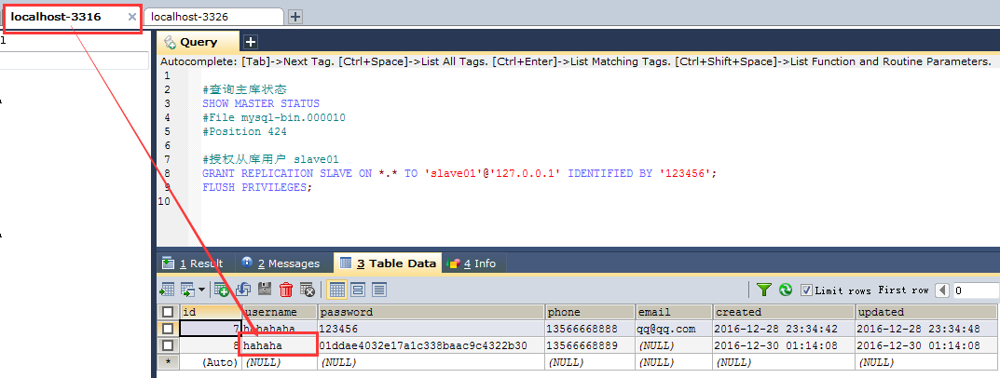 localhost-3316
localhost-3326
Query
Autocomplete: [Tab]->Next Tag. [Ctrl+Space]->List All Tags. [Ctrl+Enter]->List Matching Tags. [Ctrl+Shift+Space]->List Function and Routine Parameters.
1
2 #查询主库状态
3 SHOW MASTER STATUS
4 #File mysql-bin.000010
5 #Position 424
6
7 #授权从库用户 slave01
8 GRANT REPLICATION SLAVE ON *.* TO 'slave01'@'127.0.0.1' IDENTIFIED BY '123456';
9 FLUSH PRIVILEGES;
10
1 Result 2 Messages 3 Table Data 4 Info
Limit rows First row 0
id username password phone email created updated
7 hahahaha 123456 13566668888 qq@qq.com 2016-12-28 23:34:42 2016-12-28 23:34:48
8 hahaha 01ddae4032e17a1c338baac9c4322b30 13566668889 (NULL) 2016-12-30 01:14:08 2016-12-30 01:14:08
* (Auto) (NULL) (NULL) (NULL) (NULL) (NULL) (NULL)